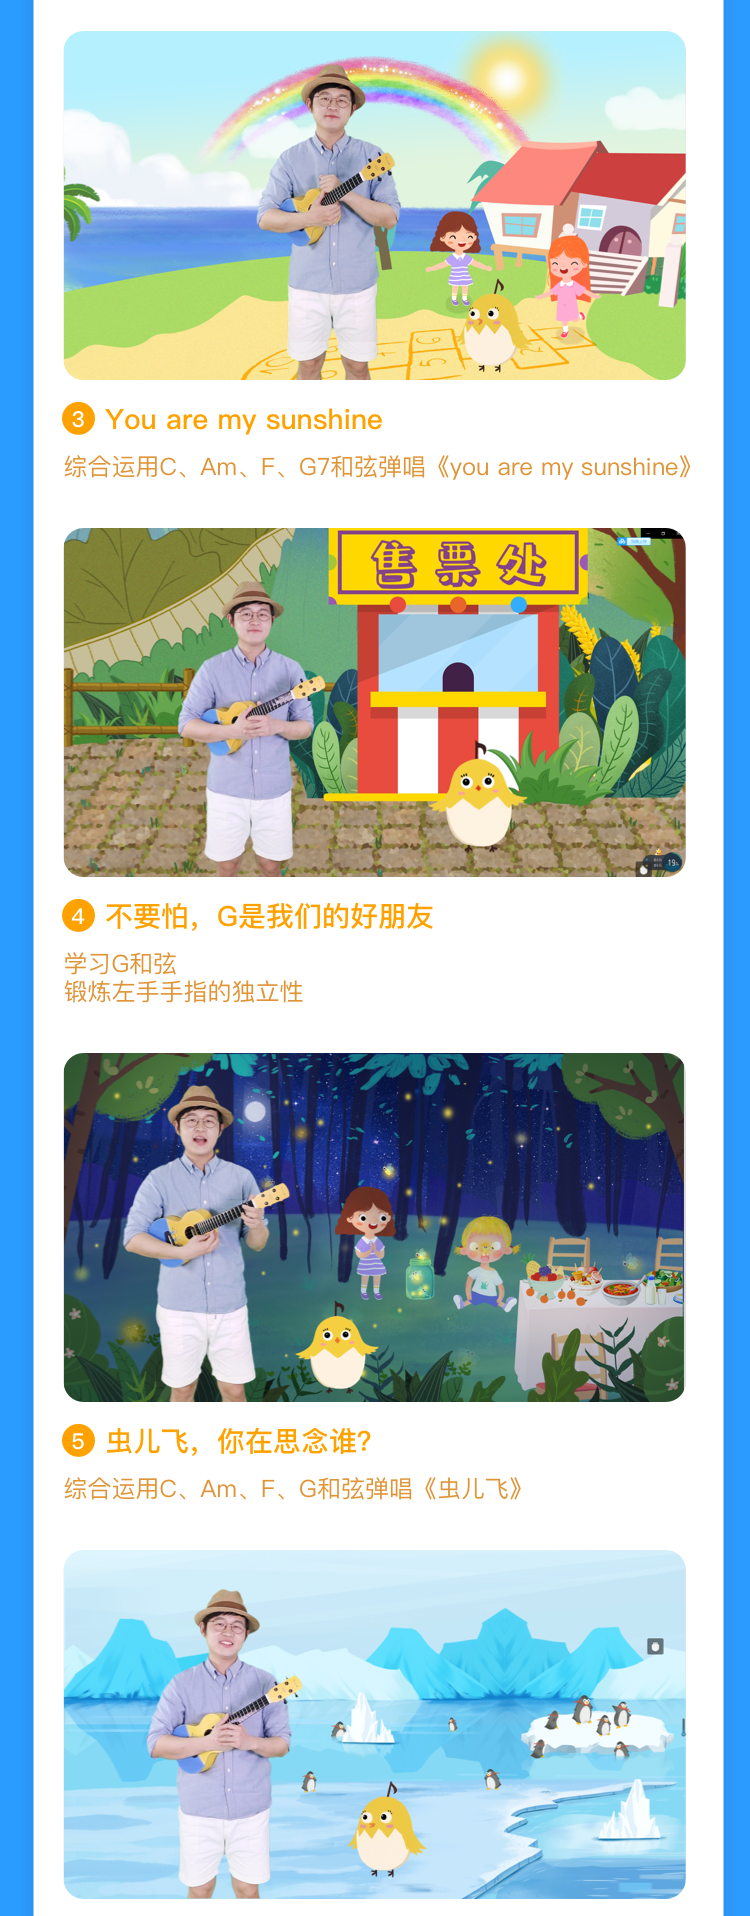 3 You are my sunshine
综合运用C、Am、F、G7和弦弹唱《you are my sunshine》
售票处
4 不要怕，G是我们的好朋友
学习G和弦
锻炼左手手指的独立性
5 虫儿飞，你在思念谁?
综合运用C、Am、F、G和弦弹唱《虫儿飞》